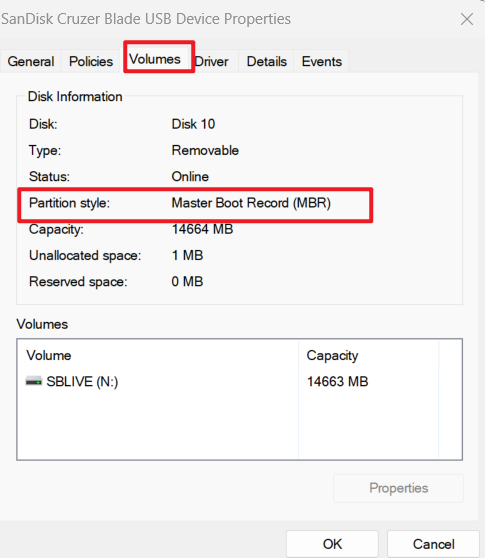 SanDisk Cruzer Blade USB Device Properties
General Policies Volumes Driver Details Events
Disk Information
Disk: Disk 10
Type: Removable
Status: Online
Partition style: Master Boot Record (MBR)
Capacity: 14664 MB
Unallocated space: 1 MB
Reserved space: 0 MB
Volumes
Volume Capacity
SBLIVE (N:) 14663 MB
Properties
OK Cancel